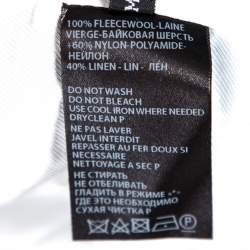 100% FLEECEWOOL-LAINE
VIERGE-БАЙКОВАЯ ШЕРСТЬ
+60% NYLON-POLYAMIDE-
НЕЙЛОН
40% LINEN - LIN - ЛЁН
DO NOT WASH
DO NOT BLEACH
USE COOL IRON WHERE NEEDED
DRYCLEAN P
NE PAS LAVER
JAVEL INTERDIT
REPASSER AU FER DOUX SI
NECESSAIRE
NETTOYAGE A SEC P
НЕ СТИРАТЬ
НЕ ОТБЕЛИВАТЬ
ГЛАДИТЬ В РЕЖИМЕ «*»
ГДЕ ЭТО НЕОБХОДИМО
СУХАЯ ЧИСТКА P